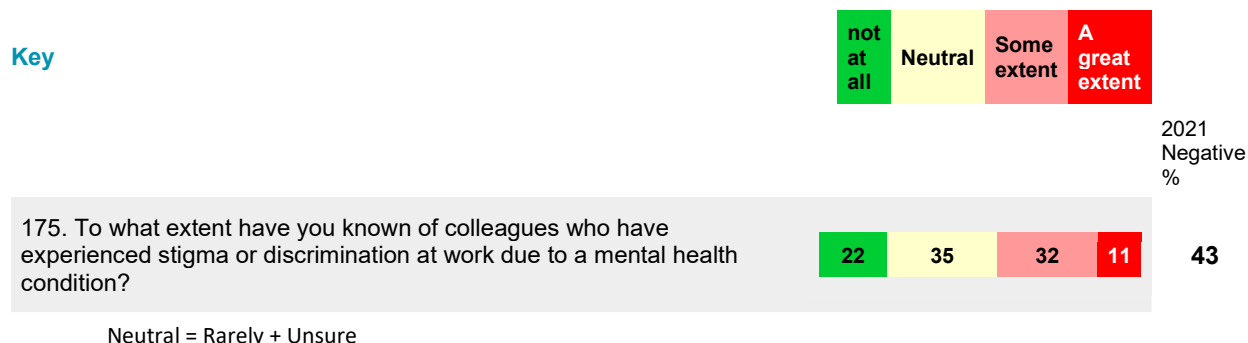 Key
not
at
all
Neutral
Some
extent
A
great
extent
2021
Negative
%
175. To what extent have you known of colleagues who have
experienced stigma or discrimination at work due to a mental health
condition?
22 35 32 11 43
Neutral = Rarely + Unsure